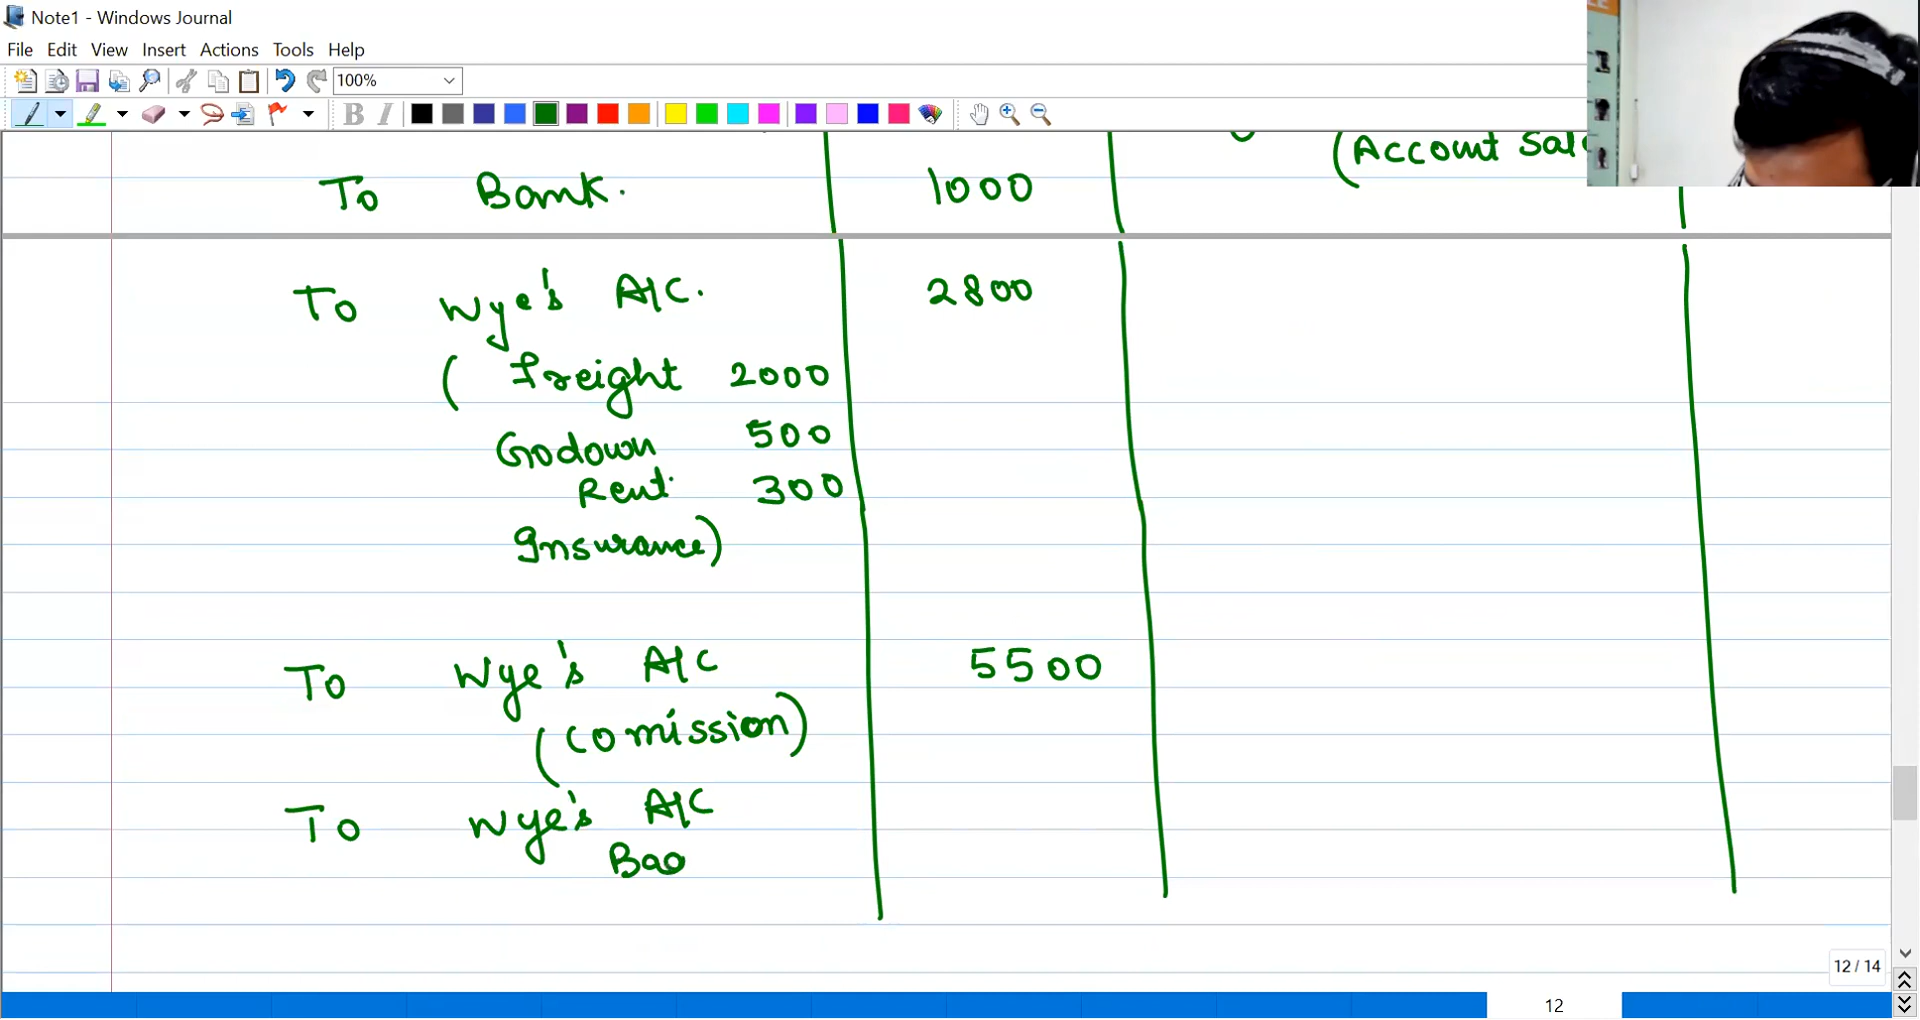 Note1 - Windows Journal
File Edit View Insert Actions Tools Help
100%
B I
(Account Sal
To Bank. 1000
To Wye's A/C. 2800
( Freight 2000
Godown 500
Rent 300
Insurance)
To Wye's A/C 5500
(Comission)
To Wye's A/C
Bao
12 / 14
12